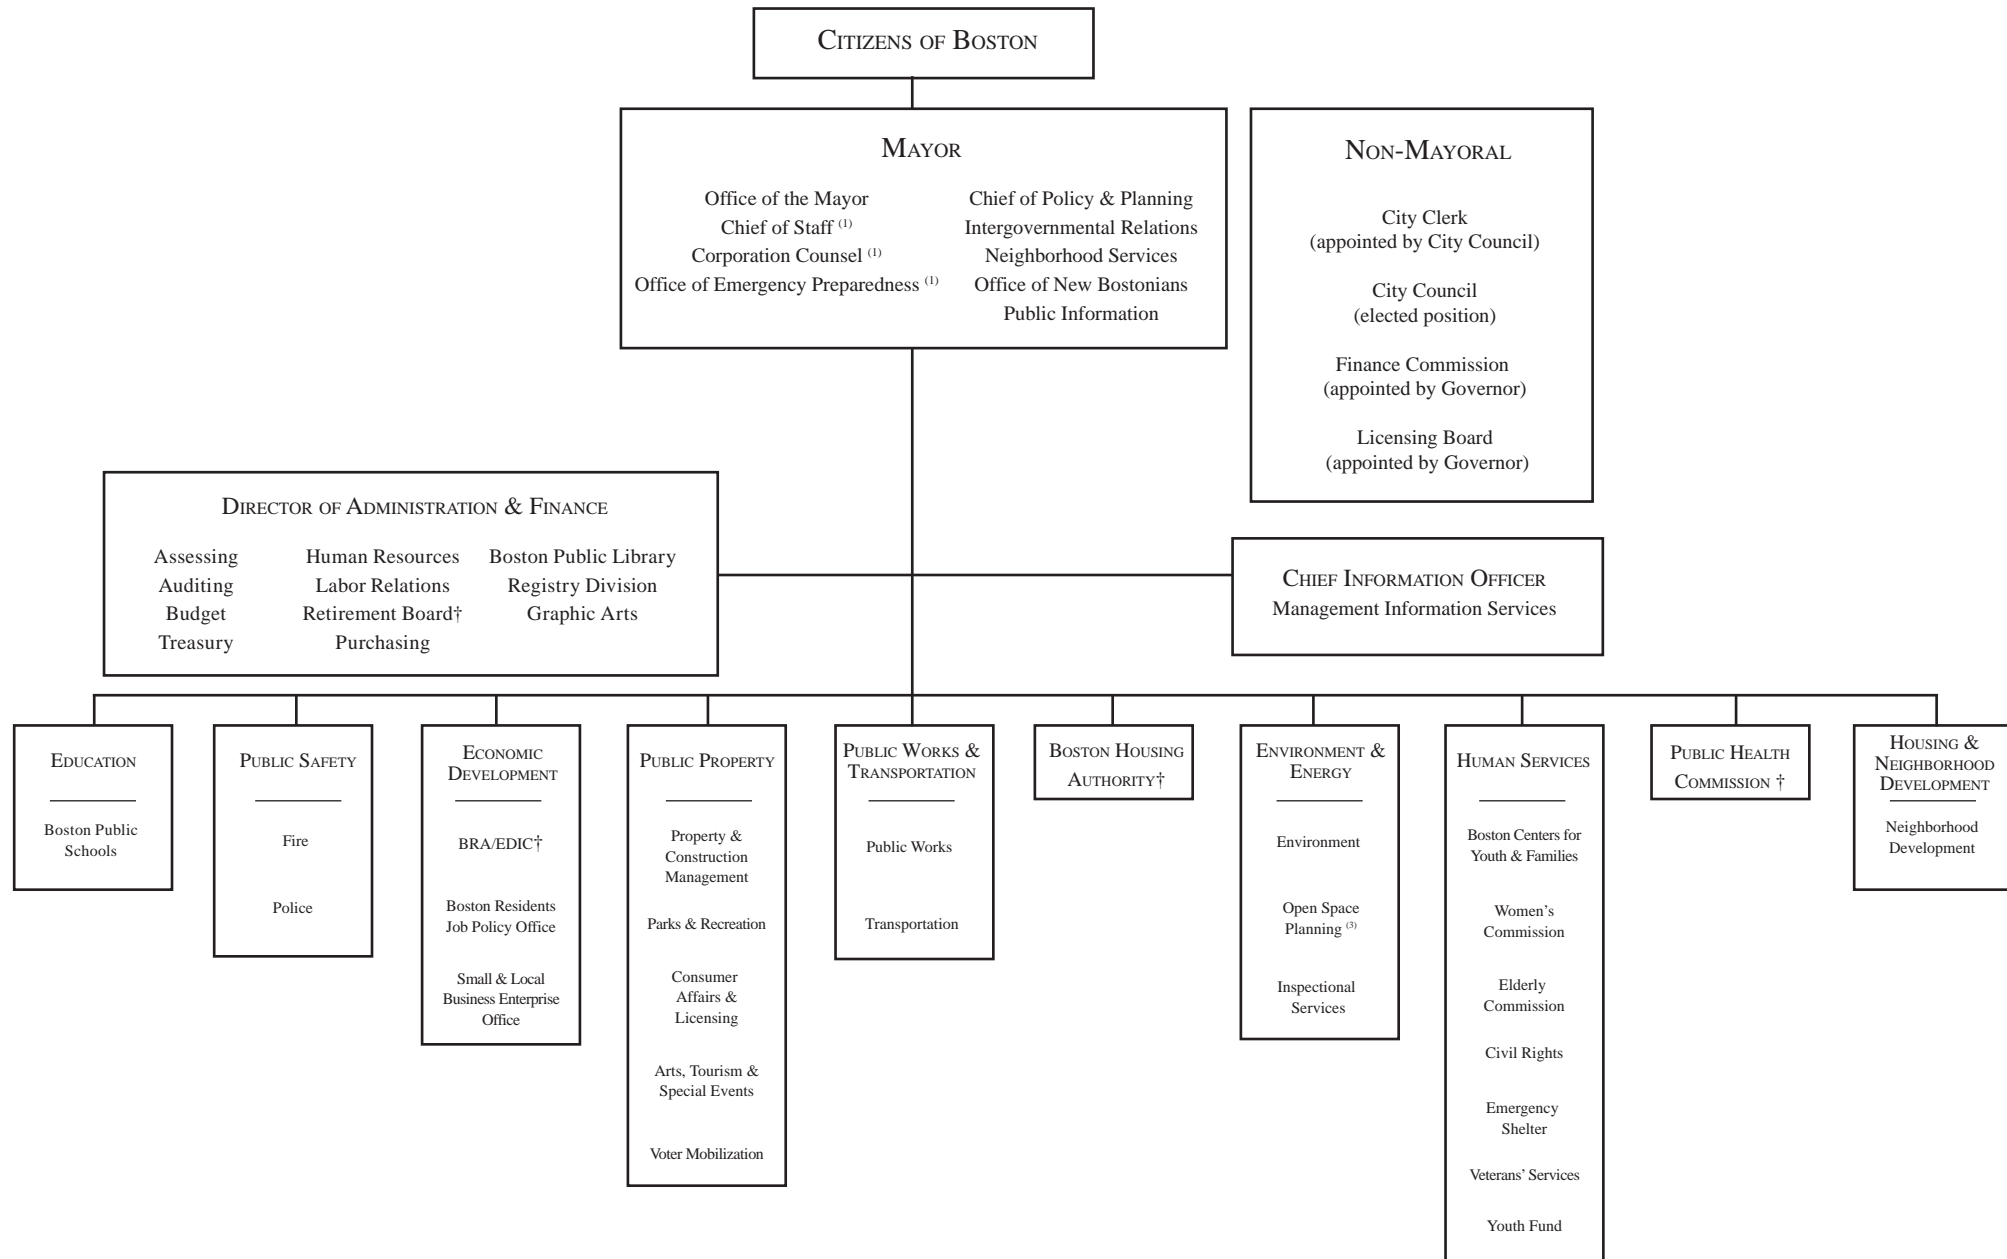 CITIZENS OF BOSTON
MAYOR
Office of the Mayor
Chief of Staff (1)
Corporation Counsel (1)
Office of Emergency Preparedness (1)
Chief of Policy & Planning
Intergovernmental Relations
Neighborhood Services
Office of New Bostonians
Public Information
NON-MAYORAL
City Clerk
(appointed by City Council)
City Council
(elected position)
Finance Commission
(appointed by Governor)
Licensing Board
(appointed by Governor)
DIRECTOR OF ADMINISTRATION & FINANCE
Assessing
Auditing
Budget
Treasury
Human Resources
Labor Relations
Retirement Board†
Purchasing
Boston Public Library
Registry Division
Graphic Arts
CHIEF INFORMATION OFFICER
Management Information Services
EDUCATION
Boston Public
Schools
PUBLIC SAFETY
Fire
Police
ECONOMIC
DEVELOPMENT
BRA/EDIC†
Boston Residents
Job Policy Office
Small & Local
Business Enterprise
Office
PUBLIC PROPERTY
Property &
Construction
Management
Parks & Recreation
Consumer
Affairs &
Licensing
Arts, Tourism &
Special Events
Voter Mobilization
PUBLIC WORKS &
TRANSPORTATION
Public Works
Transportation
BOSTON HOUSING
AUTHORITY†
ENVIRONMENT &
ENERGY
Environment
Open Space
Planning (3)
Inspectional
Services
HUMAN SERVICES
Boston Centers for
Youth & Families
Women's
Commission
Elderly
Commission
Civil Rights
Emergency
Shelter
Veterans' Services
Youth Fund
PUBLIC HEALTH
COMMISSION †
HOUSING &
NEIGHBORHOOD
DEVELOPMENT
Neighborhood
Development